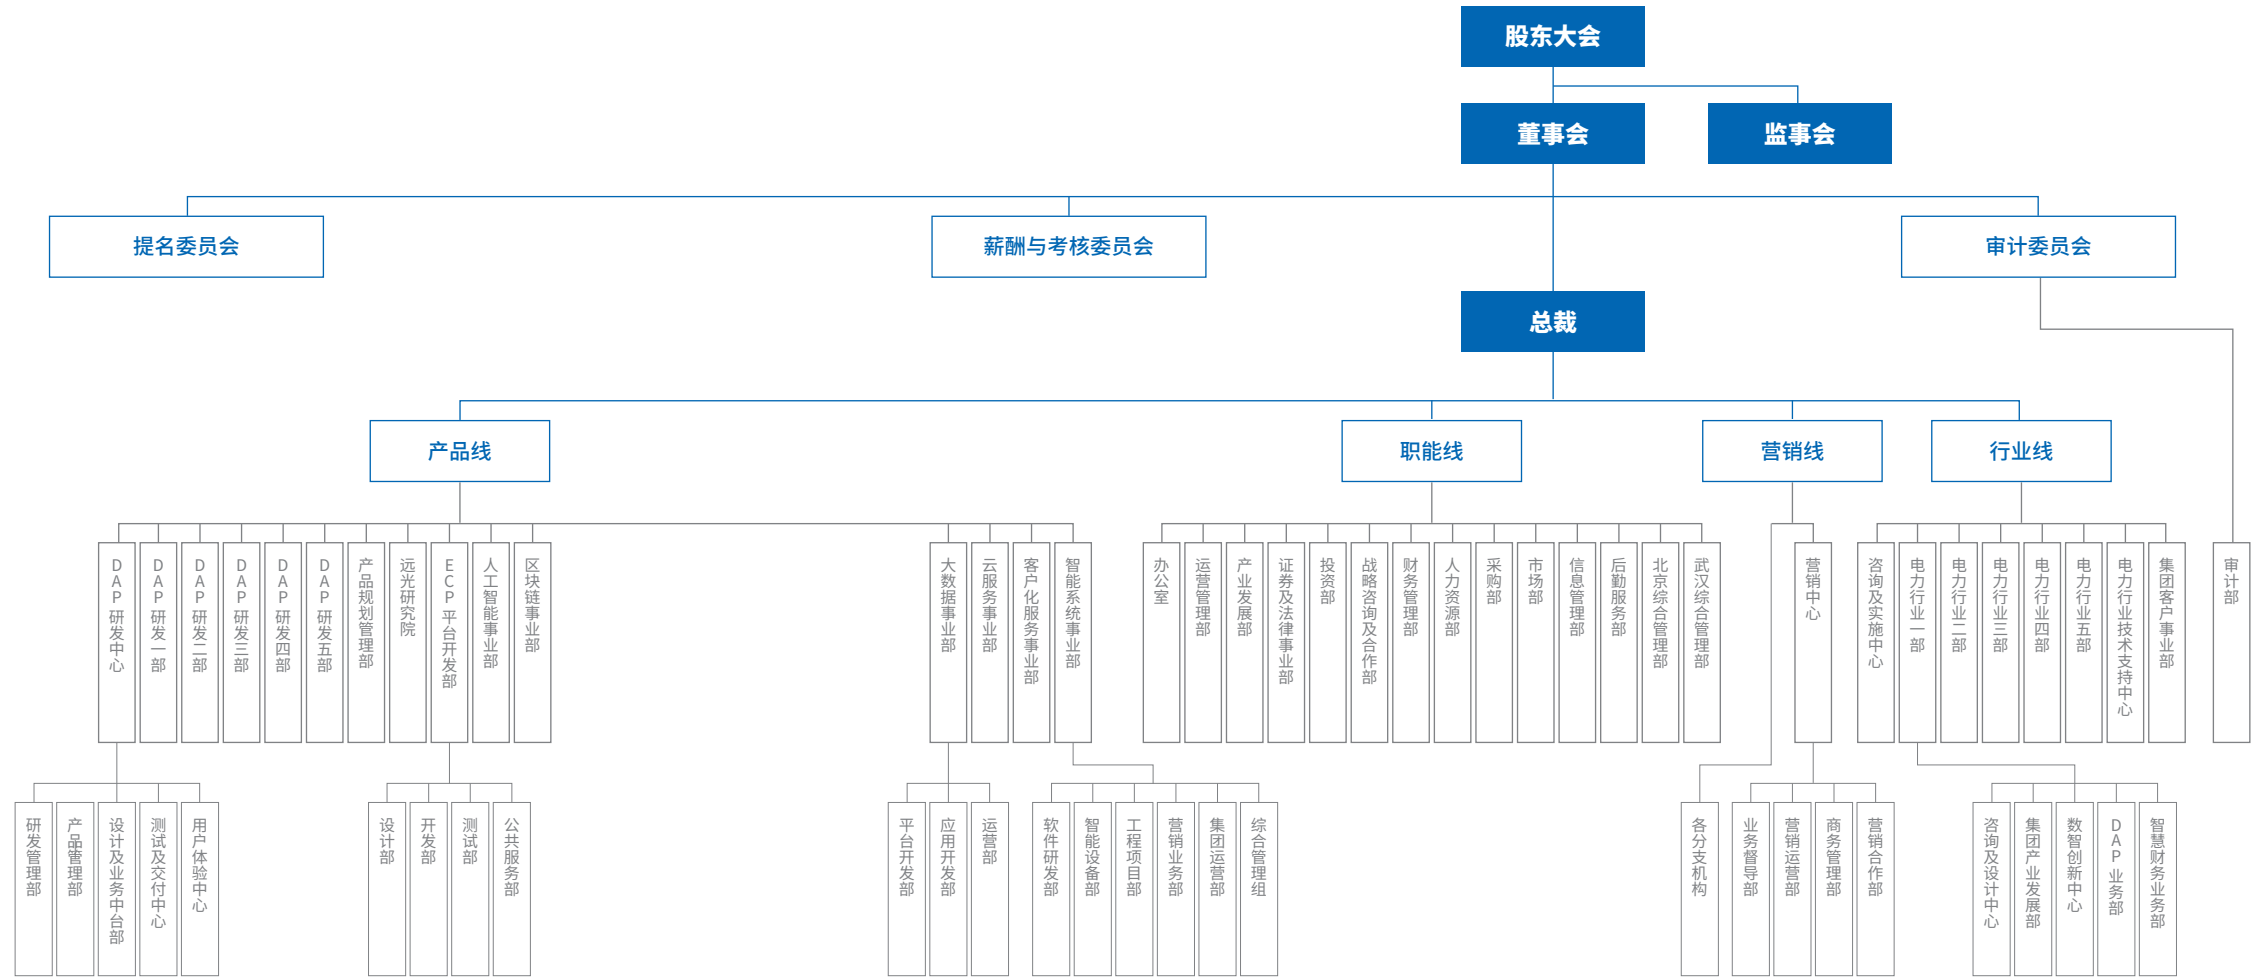 股东大会
董事会
监事会
提名委员会
薪酬与考核委员会
审计委员会
总裁
产品线
职能线
营销线
行业线
DAP研发中心
DAP研发一部
DAP研发二部
DAP研发三部
DAP研发四部
DAP研发五部
产品规划管理部
远光研究院
ECP平台开发部
人工智能事业部
区块链事业部
大数据事业部
云服务事业部
客户化服务事业部
智能系统事业部
办公室
运营管理部
产业发展部
证券及法律事业部
投资部
战略咨询及合作部
财务管理部
人力资源部
采购部
市场部
信息管理部
后勤服务部
北京综合管理部
武汉综合管理部
营销中心
咨询及实施中心
电力行业一部
电力行业二部
电力行业三部
电力行业四部
电力行业五部
电力行业技术支持中心
集团客户事业部
审计部
研发管理部
产品管理部
设计及业务中台部
测试及交付中心
用户体验中心
设计部
开发部
测试部
公共服务部
平台开发部
应用开发部
运营部
软件研发部
智能设备部
工程项目部
营销业务部
集团运营部
综合管理组
各分支机构
业务督导部
营销运营部
商务管理部
营销合作部
咨询及设计中心
集团产业发展部
数智创新中心
DAP业务部
智慧财务业务部